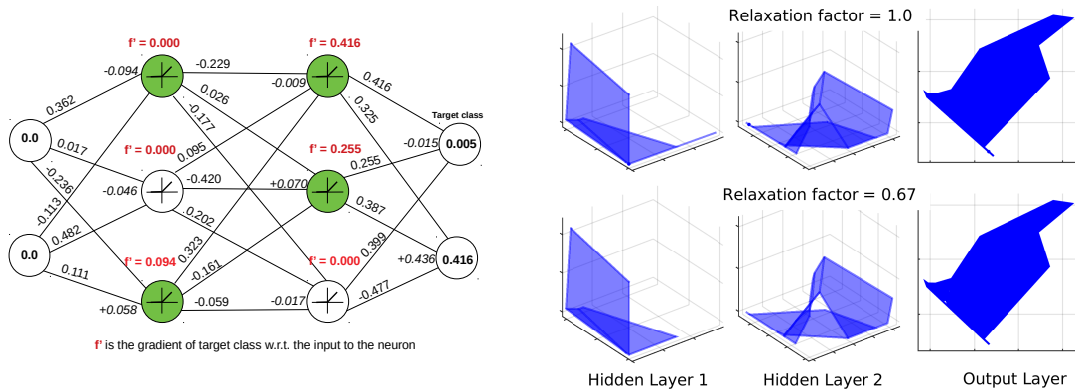 f' = 0.000
f' = 0.416
-0.094
-0.229
-0.009
0.416
0.362
0.026
0.325
-0.177
Target class
0.0
0.017
f' = 0.000
0.095
f' = 0.255
0.255
-0.015
0.005
-0.236
-0.046
-0.420
+0.070
-0.113
0.202
0.387
0.482
0.399
0.0
f' = 0.094
0.323
-0.161
f' = 0.000
+0.436
0.416
0.111
+0.058
-0.059
-0.017
-0.477
f' is the gradient of target class w.r.t. the input to the neuron
Relaxation factor = 1.0
Relaxation factor = 0.67
Hidden Layer 1
Hidden Layer 2
Output Layer